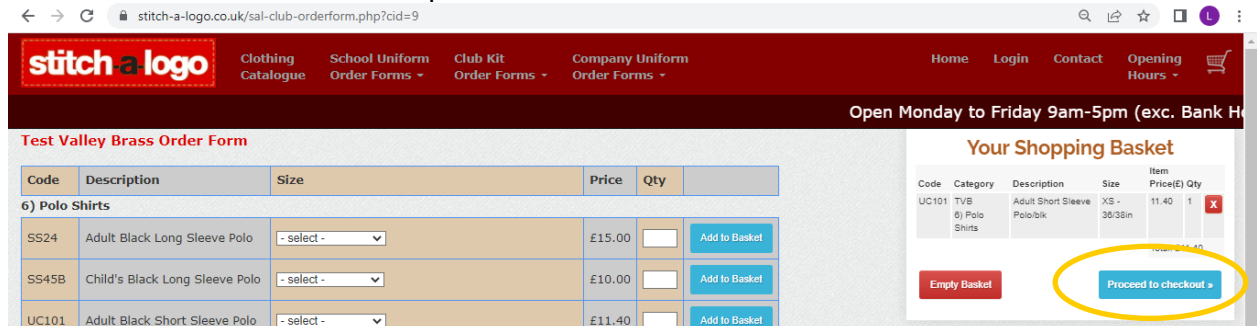 stitch-a-logo.co.uk/sal-club-orderform.php?cid=9
L
stitch-a-logo
Clothing Catalogue
School Uniform Order Forms
Club Kit Order Forms
Company Uniform Order Forms
Home
Login
Contact
Opening Hours
Open Monday to Friday 9am-5pm (exc. Bank
Test Valley Brass Order Form
Code Description Size Price Qty
6) Polo Shirts
SS24 Adult Black Long Sleeve Polo - select - £15.00 Add to Basket
SS45B Child's Black Long Sleeve Polo - select - £10.00 Add to Basket
UC101 Adult Black Short Sleeve Polo - select - £11.40 Add to Basket
Your Shopping Basket
Code Category Description Size Item Price(£) Qty
UC101 TVB 6) Polo Shirts Adult Short Sleeve Polo/blk XS - 36/38in 11.40 1 X
Empty Basket
Proceed to checkout »